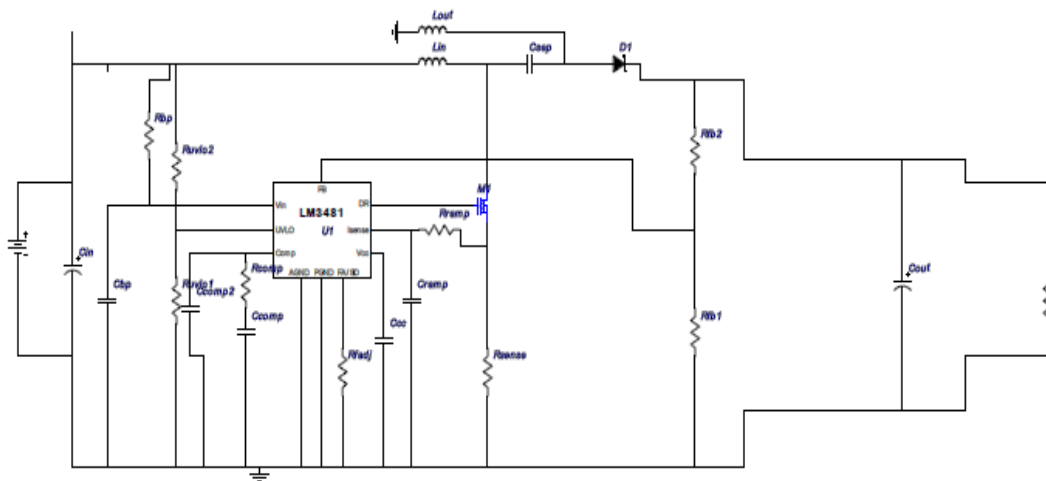 Lout
Lin
Csep
D1
Rbp
Ruvlo2
Rfb2
FB
M1
Vin
DR
LM3481
Rramp
UVLO
U1
Isense
Comp
Vcc
Cin
Rcomp
AGND PGND FA/SD
Cbp
Ruvlo1
Ccomp2
Cramp
Cout
Ccomp
Ccc
Rfb1
Rfadj
Rsense